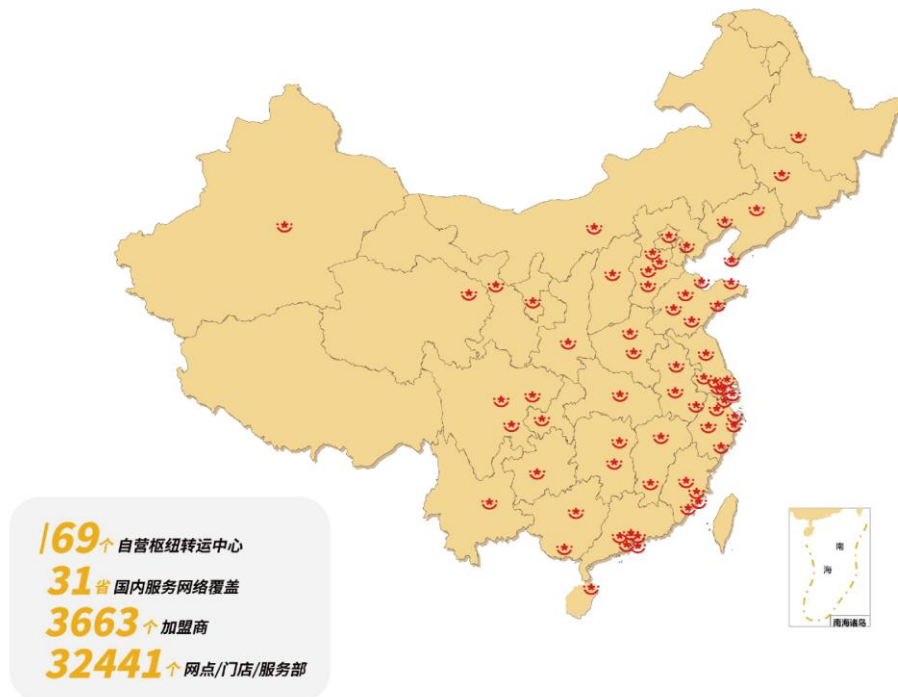 69个 自营枢纽转运中心
31省 国内服务网络覆盖
3663个 加盟商
32441个 网点/门店/服务部
南
海
南海诸岛